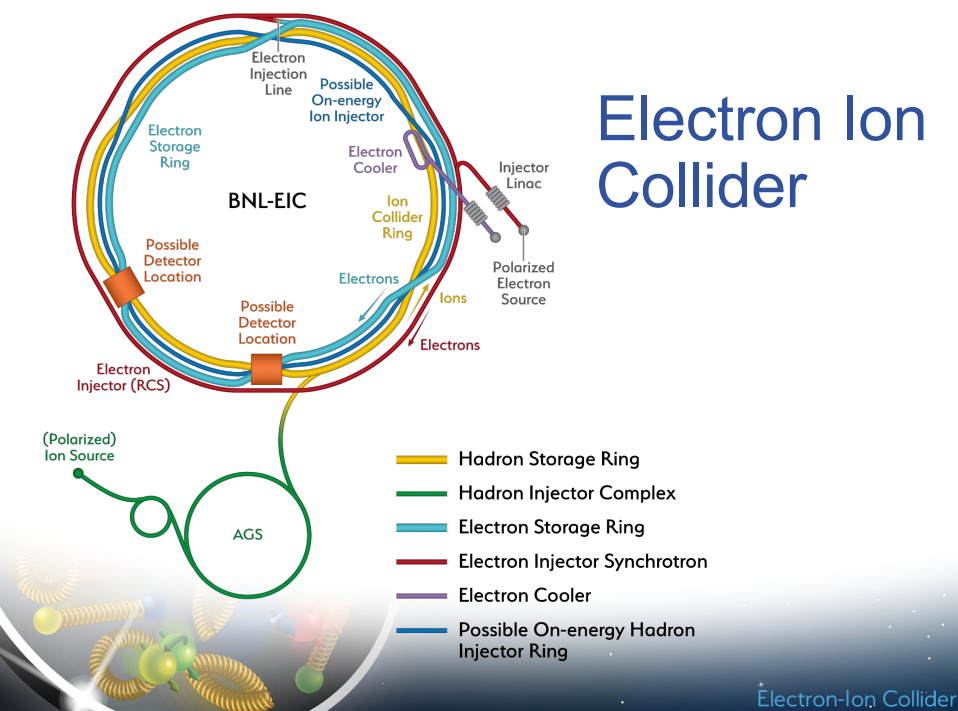 Electron Ion
Collider
Electron
Injection
Line
Possible
On-energy
Ion Injector
Electron
Storage
Ring
Electron
Cooler
Injector
Linac
BNL-EIC
Ion
Collider
Ring
Possible
Detector
Location
Polarized
Electron
Source
Electrons
Ions
Possible
Detector
Location
Electrons
Electron
Injector (RCS)
(Polarized)
Ion Source
AGS
Hadron Storage Ring
Hadron Injector Complex
Electron Storage Ring
Electron Injector Synchrotron
Electron Cooler
Possible On-energy Hadron
Injector Ring
Electron-Ion Collider